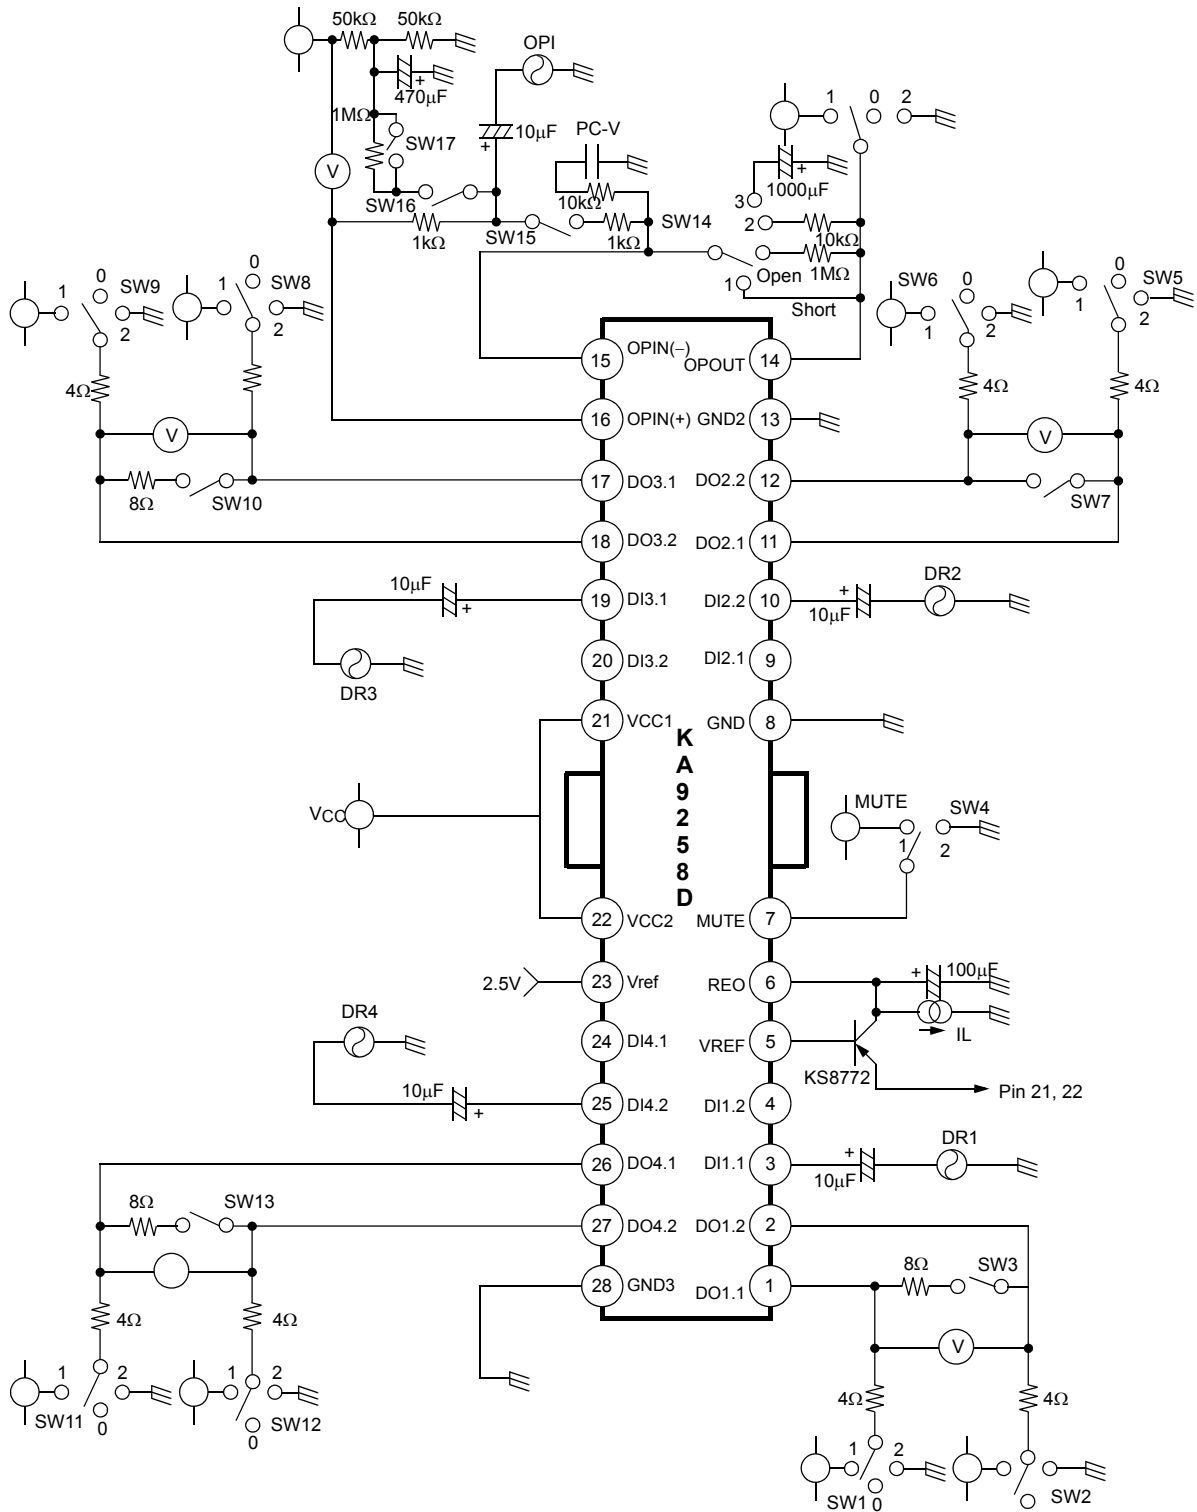 50kΩ 50kΩ
OPI
470μF
1MΩ
SW17
10μF
PC-V
1 0 2
V
1000μF
3
SW16
10kΩ
2
SW14
1kΩ
SW15
1kΩ
10kΩ
Open
1MΩ
1
Short
0
SW9
1
2
0
SW8
1
2
SW6
0
1
2
0
SW5
1
2
4Ω
4Ω
4Ω
V
V
8Ω
SW10
SW7
15 OPIN(−)
OPOUT 14
16 OPIN(+)
GND2 13
17 DO3.1
DO2.2 12
18 DO3.2
DO2.1 11
10μF
+
19 DI3.1
DI2.2 10
+
10μF
DR2
DR3
20 DI3.2
DI2.1 9
21 VCC1
GND 8
KA9258D
VCC
MUTE
SW4
1
2
22 VCC2
MUTE 7
2.5V
23 Vref
REO 6
+
100μF
IL
DR4
24 DI4.1
VREF 5
KS8772
Pin 21, 22
10μF
+
25 DI4.2
DI1.2 4
26 DO4.1
DI1.1 3
+
10μF
DR1
8Ω
SW13
27 DO4.2
DO1.2 2
28 GND3
DO1.1 1
8Ω
SW3
4Ω
4Ω
V
1
2
SW11
0
1
2
SW12
0
4Ω
4Ω
1
2
SW1
0
SW2